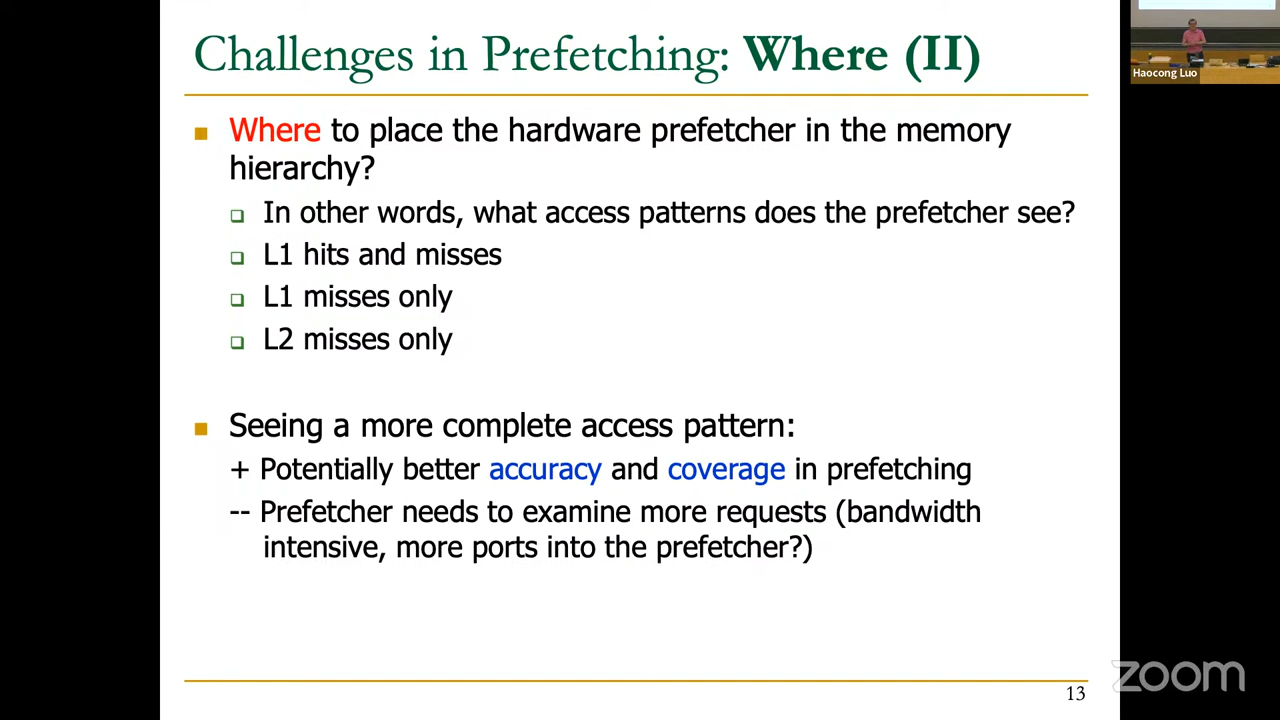 Challenges in Prefetching: Where (II)
Haocong Luo
Where to place the hardware prefetcher in the memory
hierarchy?
In other words, what access patterns does the prefetcher see?
L1 hits and misses
L1 misses only
L2 misses only
Seeing a more complete access pattern:
+ Potentially better accuracy and coverage in prefetching
-- Prefetcher needs to examine more requests (bandwidth
intensive, more ports into the prefetcher?)
13
zoom